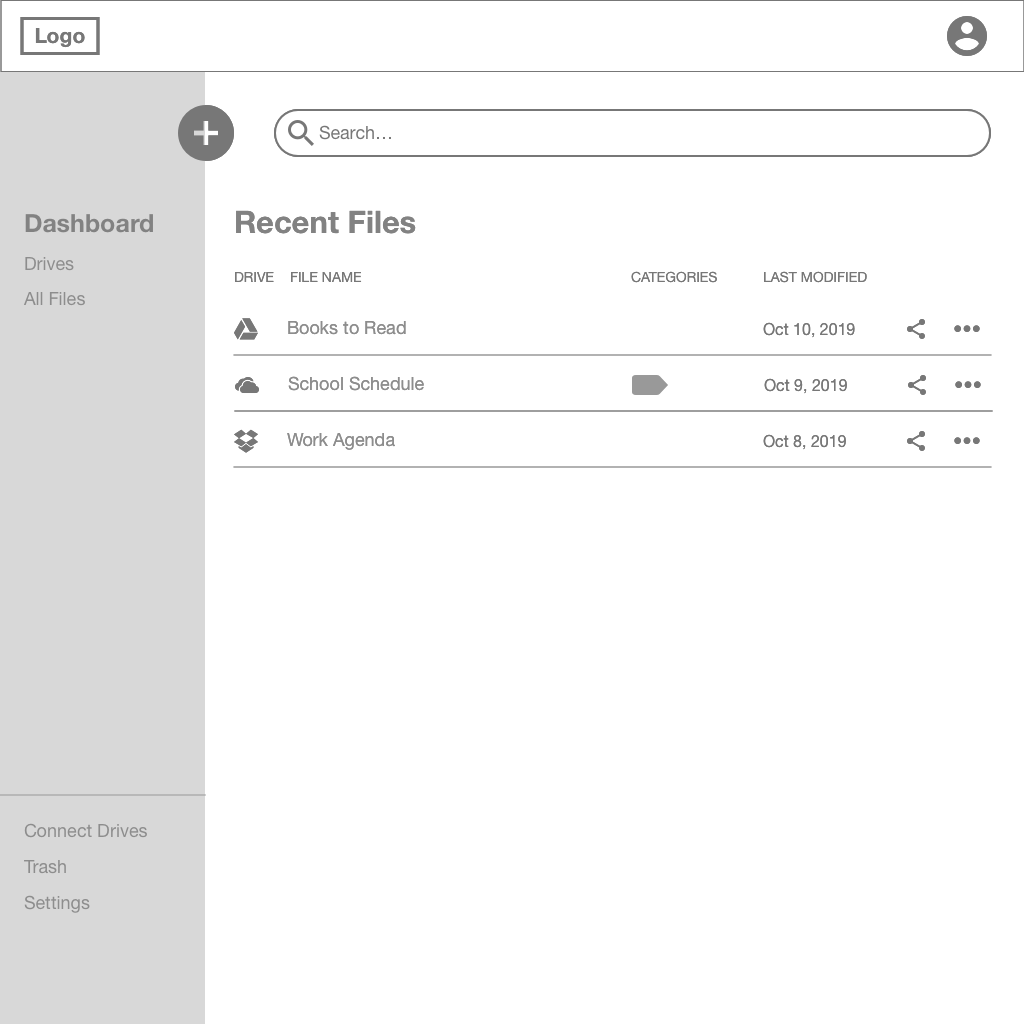 Logo
Search...
Dashboard
Drives
All Files
Recent Files
DRIVE FILE NAME CATEGORIES LAST MODIFIED
Books to Read Oct 10, 2019
School Schedule Oct 9, 2019
Work Agenda Oct 8, 2019
Connect Drives
Trash
Settings